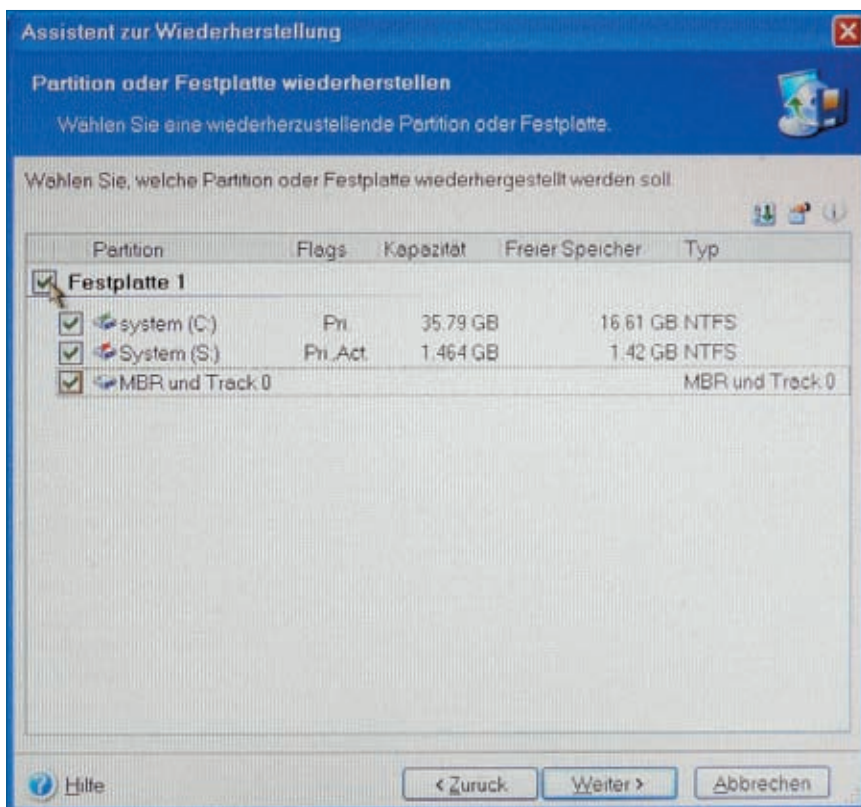 Assistent zur Wiederherstellung
Partition oder Festplatte wiederherstellen
Wählen Sie eine wiederherzustellende Partition oder Festplatte.
Wählen Sie, welche Partition oder Festplatte wiederhergestellt werden soll.
Partition Flags Kapazität Freier Speicher Typ
Festplatte 1
system (C:) Pri. 35.79 GB 16.61 GB NTFS
System (S:) Pri.,Act. 1.464 GB 1.42 GB NTFS
MBR und Track 0 MBR und Track 0
Hilfe < Zurück Weiter > Abbrechen